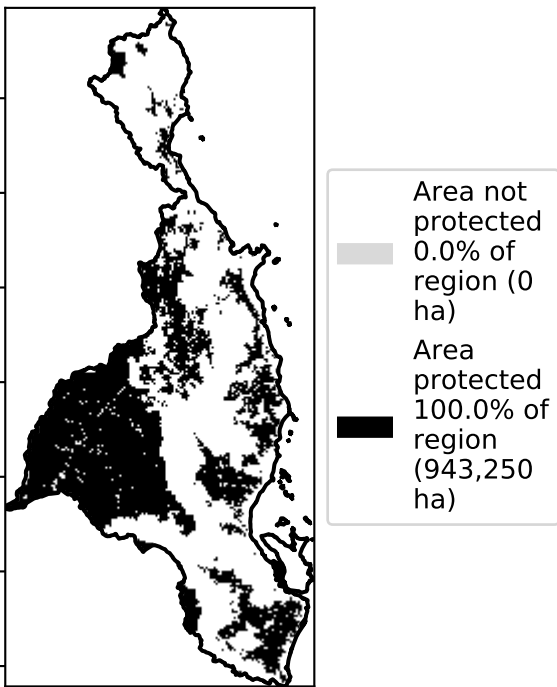 Area not
protected
0.0% of
region (0
ha)
Area
protected
100.0% of
region
(943,250
ha)